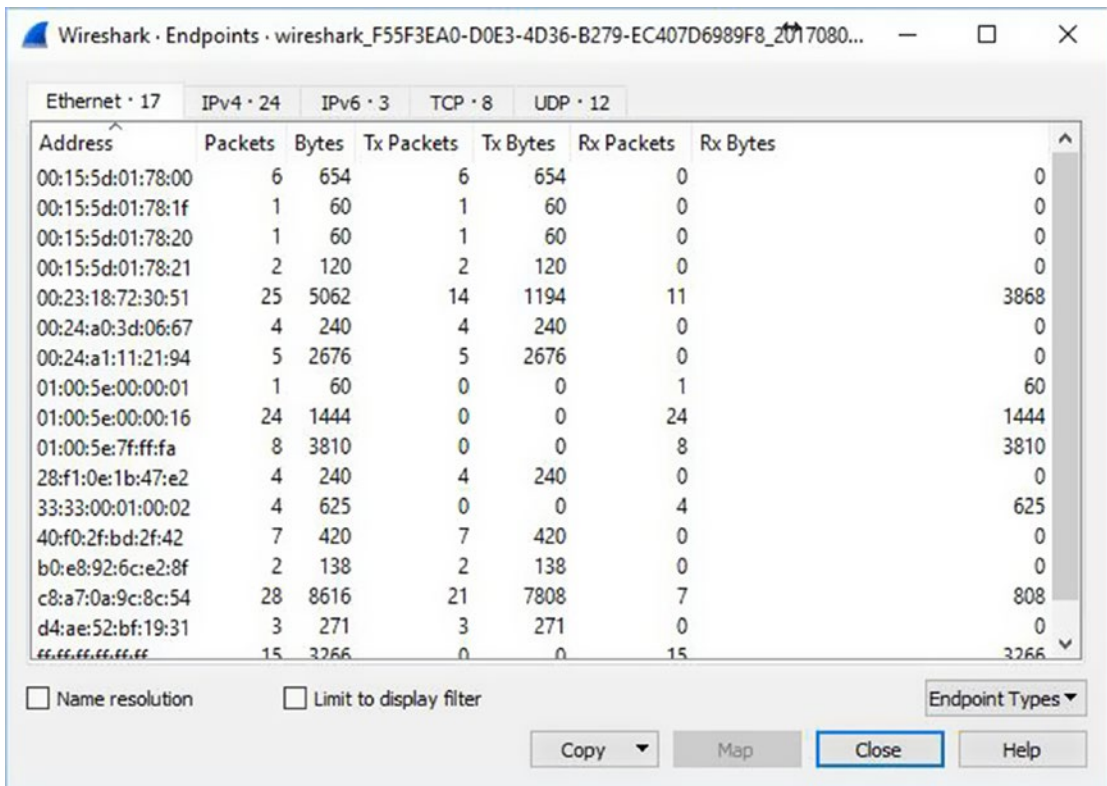 Wireshark · Endpoints · wireshark_F55F3EA0-D0E3-4D36-B279-EC407D6989F8_2017080...
Ethernet · 17 IPv4 · 24 IPv6 · 3 TCP · 8 UDP · 12
Address Packets Bytes Tx Packets Tx Bytes Rx Packets Rx Bytes
00:15:5d:01:78:00 6 654 6 654 0 0
00:15:5d:01:78:1f 1 60 1 60 0 0
00:15:5d:01:78:20 1 60 1 60 0 0
00:15:5d:01:78:21 2 120 2 120 0 0
00:23:18:72:30:51 25 5062 14 1194 11 3868
00:24:a0:3d:06:67 4 240 4 240 0 0
00:24:a1:11:21:94 5 2676 5 2676 0 0
01:00:5e:00:00:01 1 60 0 0 1 60
01:00:5e:00:00:16 24 1444 0 0 24 1444
01:00:5e:7f:ff:fa 8 3810 0 0 8 3810
28:f1:0e:1b:47:e2 4 240 4 240 0 0
33:33:00:01:00:02 4 625 0 0 4 625
40:f0:2f:bd:2f:42 7 420 7 420 0 0
b0:e8:92:6c:e2:8f 2 138 2 138 0 0
c8:a7:0a:9c:8c:54 28 8616 21 7808 7 808
d4:ae:52:bf:19:31 3 271 3 271 0 0
ff:ff:ff:ff:ff:ff 15 3266 0 0 15 3266
Name resolution Limit to display filter Endpoint Types
Copy Map Close Help